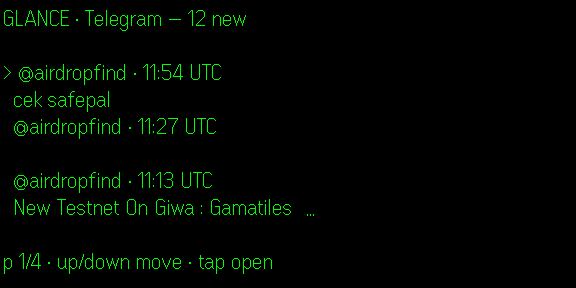 GLANCE · Telegram — 12 new
> @airdropfind · 11:54 UTC
cek safepal
@airdropfind · 11:27 UTC
@airdropfind · 11:13 UTC
New Testnet On Giwa : Gamatiles ...
p 1/4 · up/down move · tap open